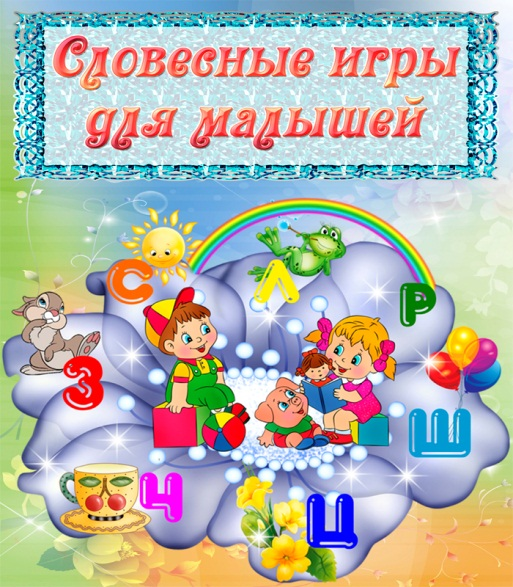 Словесные игры
для малышей
С
Л
Р
З
Ш
Ч
Ц